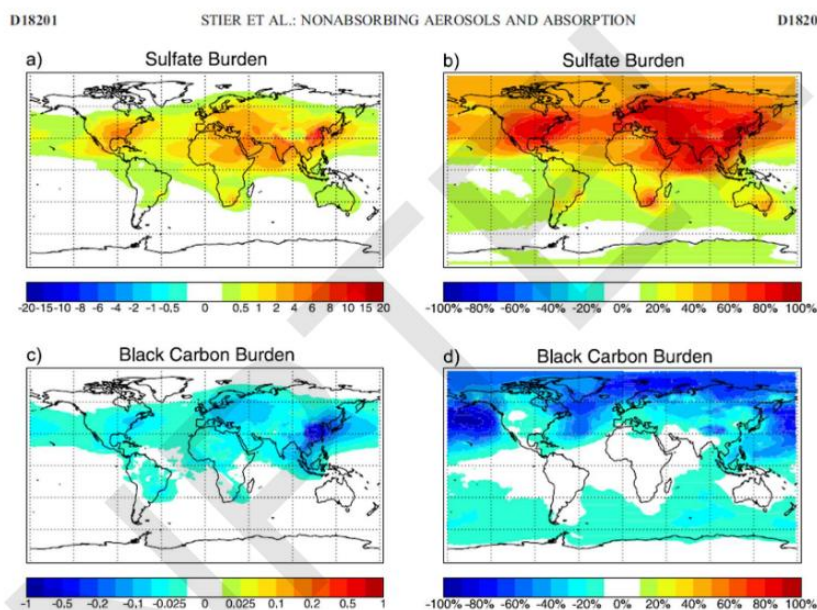 D18201 STIER ET AL.: NONABSORBING AEROSOLS AND ABSORPTION D1820
a) Sulfate Burden b) Sulfate Burden
-20-15-10 -8 -6 -4 -2 -1-0.5 0 0.5 1 2 4 6 8 10 15 20 -100% -80% -60% -40% -20% 0% 20% 40% 60% 80% 100%
c) Black Carbon Burden d) Black Carbon Burden
-1 -0.5 -0.2 -0.1 -0.025 0 0.025 0.1 0.2 0.5 1 -100% -80% -60% -40% -20% 0% 20% 40% 60% 80% 100%